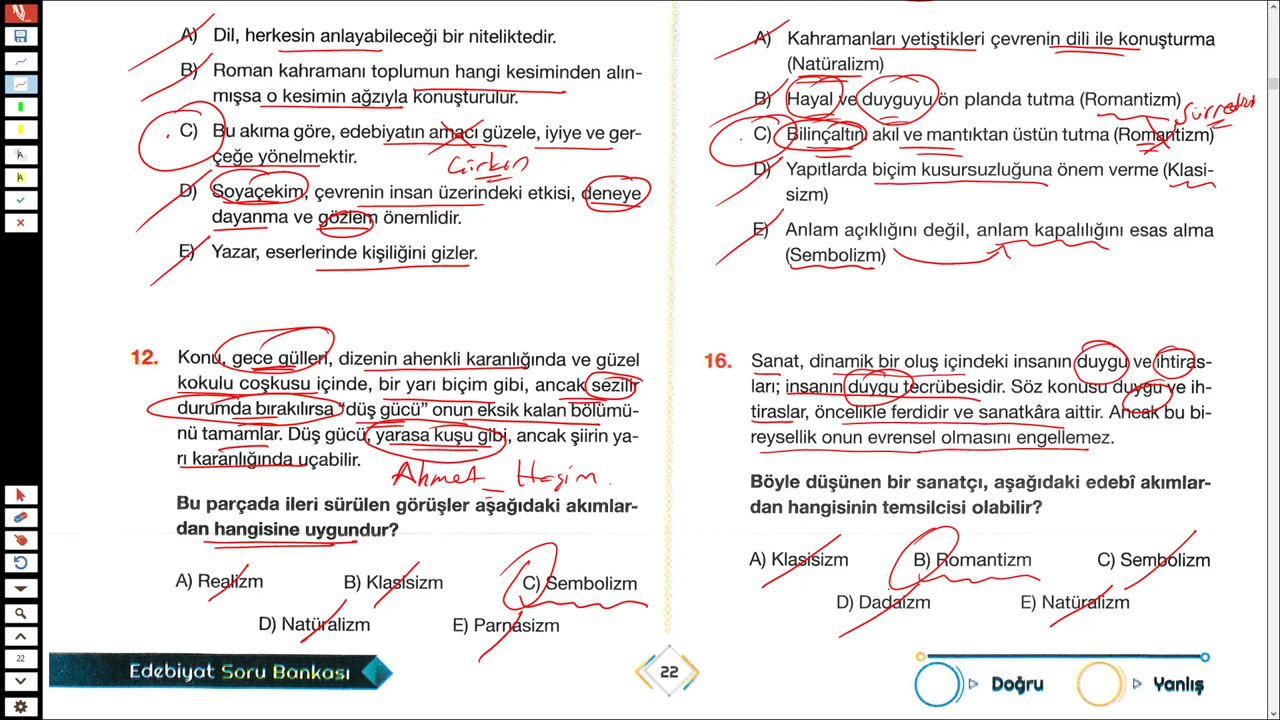 A) Dil, herkesin anlayabileceği bir niteliktedir.
B) Roman kahramanı toplumun hangi kesiminden alın-
mışsa o kesimin ağzıyla konuşturulur.
C) Bu akıma göre, edebiyatın amacı güzele, iyiye ve ger-
çeğe yönelmektir.
D) Soyaçekim, çevrenin insan üzerindeki etkisi, deneye
dayanma ve gözlem önemlidir.
E) Yazar, eserlerinde kişiliğini gizler.
12. Konu, gece gülleri, dizenin ahenkli karanlığında ve güzel
kokulu coşkusu içinde, bir yarı biçim gibi, ancak sezilir
durumda bırakılırsa “düş gücü” onun eksik kalan bölümü-
nü tamamlar. Düş gücü, yarasa kuşu gibi, ancak şiirin ya-
rı karanlığında uçabilir.
Ahmet Haşim.
Bu parçada ileri sürülen görüşler aşağıdaki akımlar-
dan hangisine uygundur?
A) Realizm B) Klasisizm C) Sembolizm
D) Natüralizm E) Parnasizm
A) Kahramanları yetiştikleri çevrenin dili ile konuşturma
(Natüralizm)
B) Hayal ve duyguyu ön planda tutma (Romantizm)
C) Bilinçaltın akıl ve mantıktan üstün tutma (Romantizm)
D) Yapıtlarda biçim kusursuzluğuna önem verme (Klasi-
sizm)
E) Anlam açıklığını değil, anlam kapalılığını esas alma
(Sembolizm)
16. Sanat, dinamik bir oluş içindeki insanın duygu ve ihtiras-
ları; insanın duygu tecrübesidir. Söz konusu duygu ve ih-
tiraslar, öncelikle ferdidir ve sanatkâra aittir. Ancak bu bi-
reysellik onun evrensel olmasını engellemez.
Böyle düşünen bir sanatçı, aşağıdaki edebî akımlar-
dan hangisinin temsilcisi olabilir?
A) Klasisizm B) Romantizm C) Sembolizm
D) Dadaizm E) Natüralizm
22
Edebiyat Soru Bankası
22
Doğru Yanlış